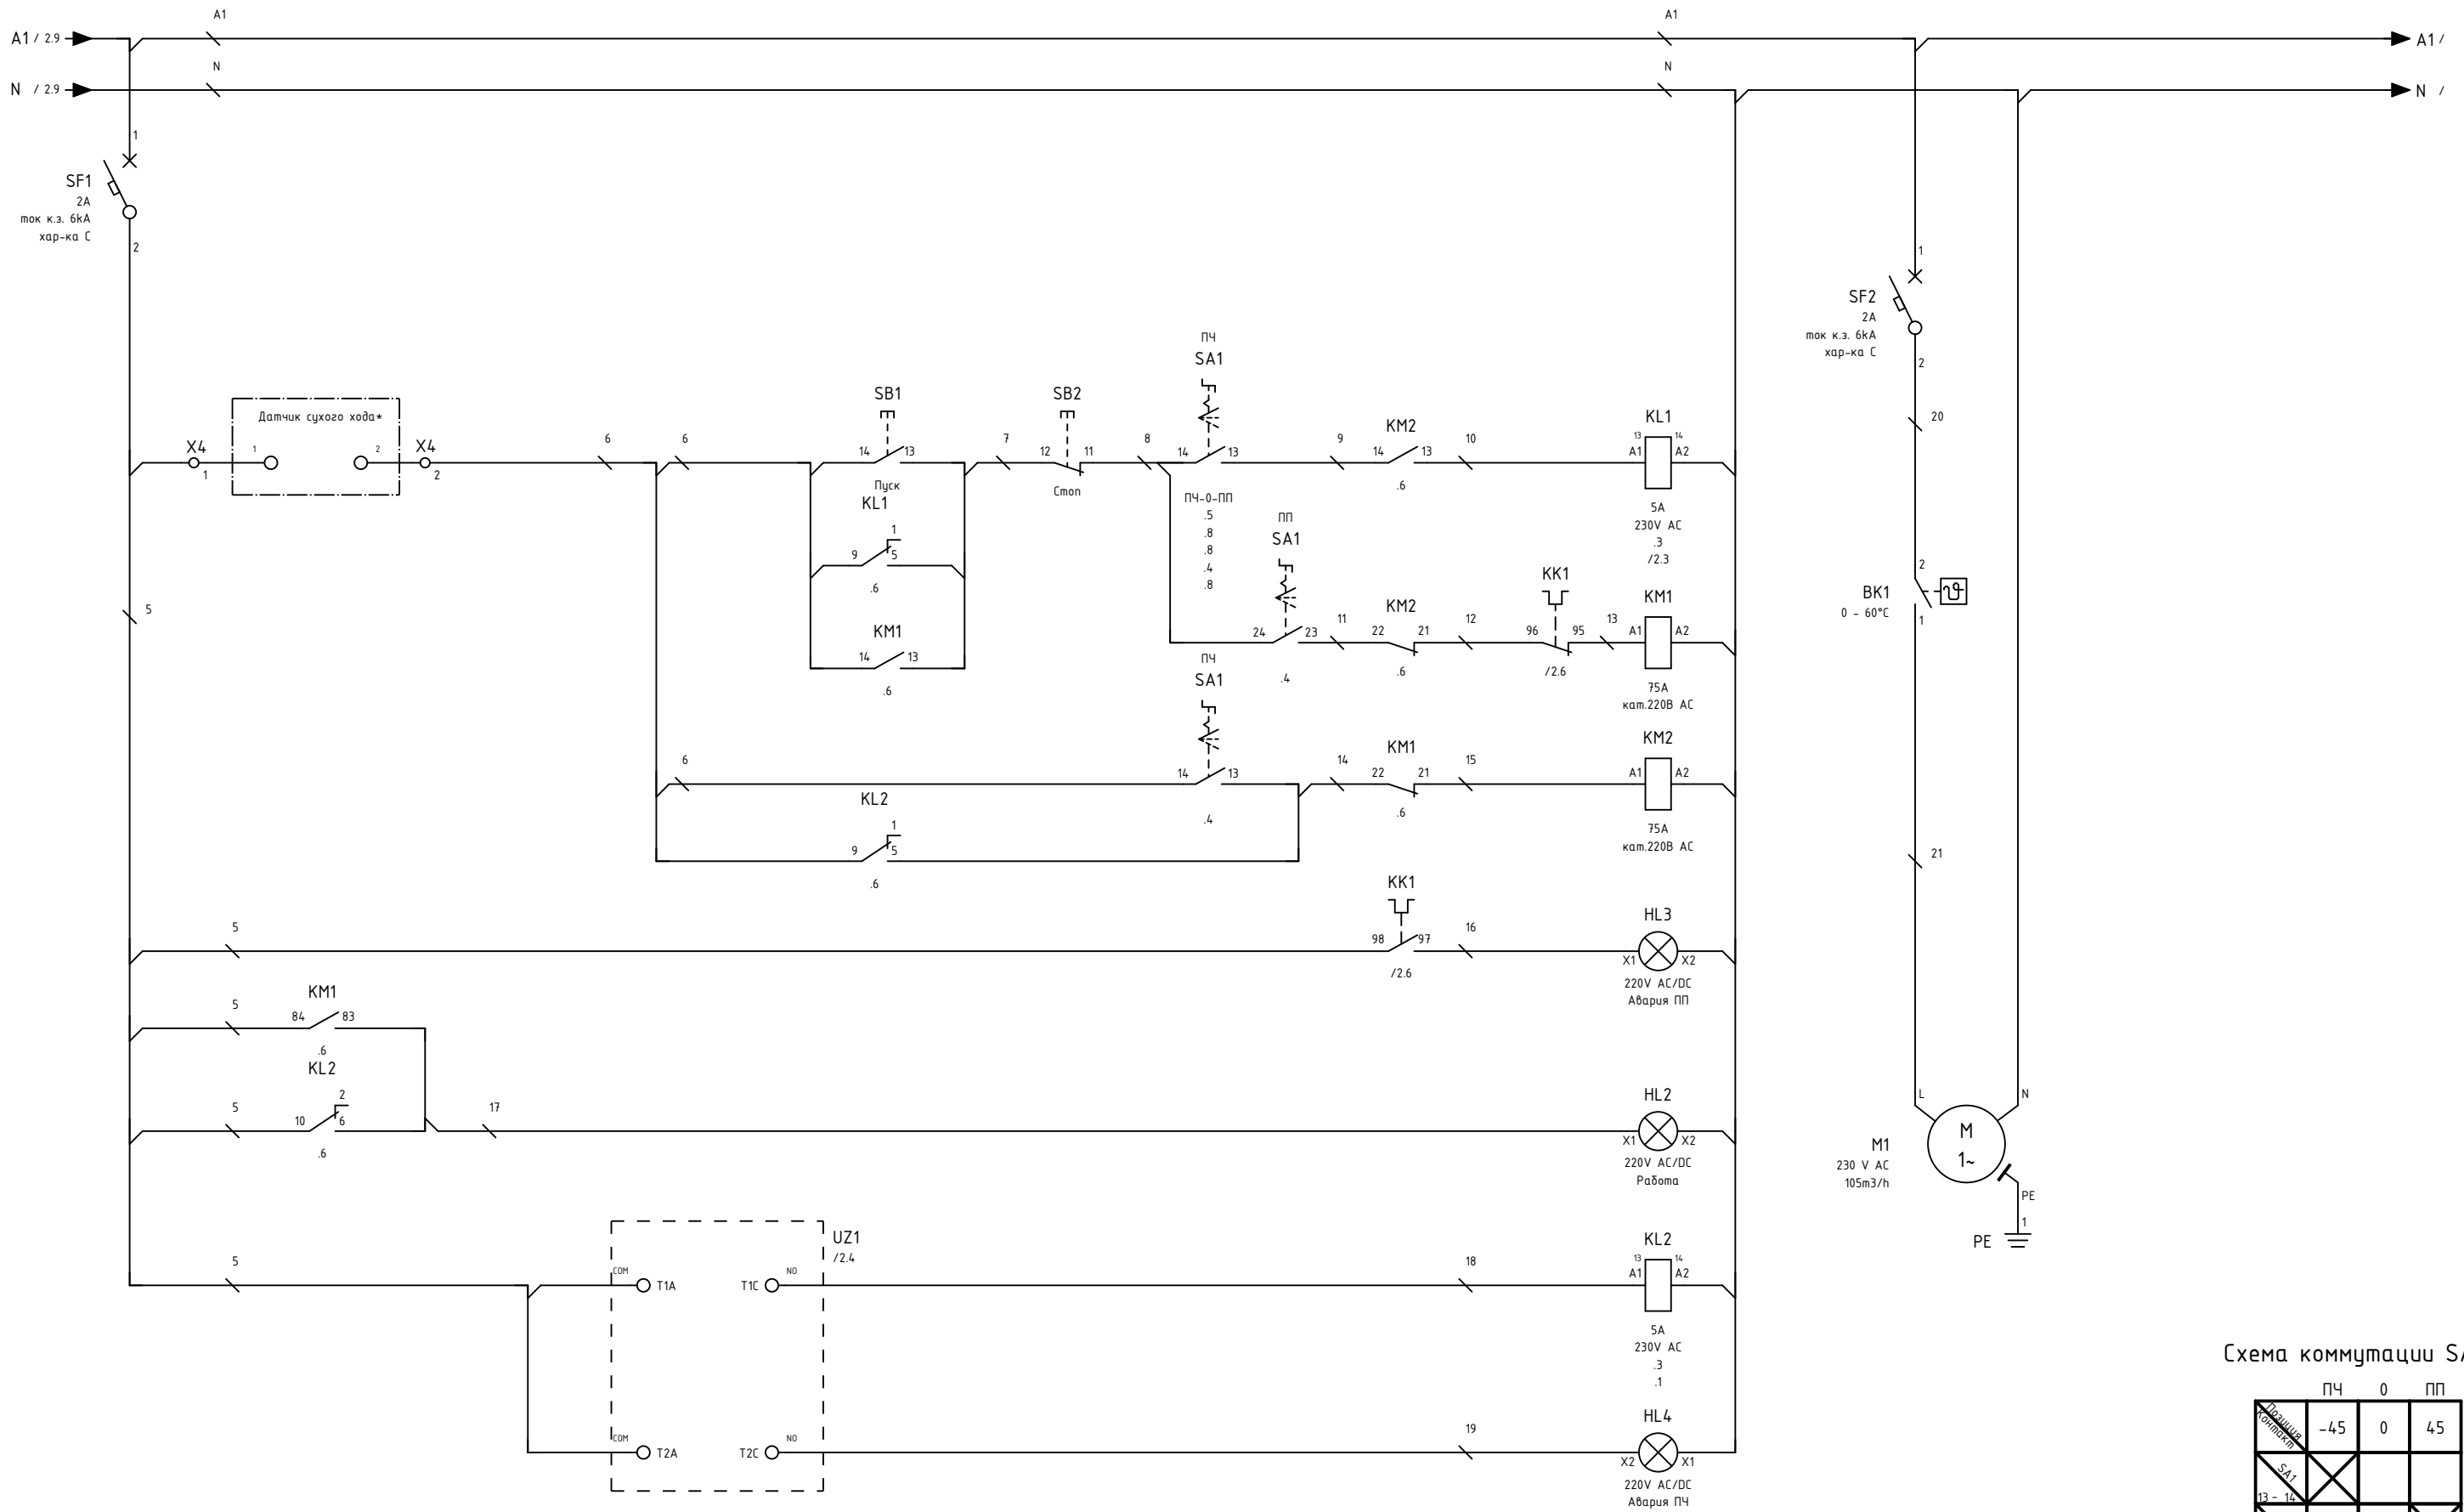 A1
A1
A1 / 2.9
A1 /
N
N
N / 2.9
N /
1
SF1
2A
ток к.з. 6kA
хар-ка C
2
1
SF2
2A
ток к.з. 6kA
хар-ка C
2
20
ПЧ
SA1
SB1
SB2
KL1
Датчик сухого хода*
X4
1
2
X4
1
2
6
6
14
13
7
12
11
8
14
13
9
KM2
14
13
10
13
14
A1
A2
Пуск
Стоп
.6
KL1
1
9
5
.6
ПЧ-0-ПП
.5
.8
.8
.4
.8
5A
230V AC
.3
/2.3
ПП
SA1
KK1
KM1
5
KM1
14
13
.6
24
23
11
KM2
22
21
12
96
95
13
A1
A2
.4
.6
/2.6
75A
кат.220В AC
2
BK1
0 - 60°C
1
ПЧ
SA1
KM2
6
14
13
14
KM1
22
21
15
A1
A2
.4
.6
75A
кат.220В AC
KL2
1
9
5
.6
21
KK1
HL3
5
98
97
16
X1
X2
/2.6
220V AC/DC
Авария ПП
KM1
5
84
83
.6
KL2
2
5
10
6
.6
17
HL2
X1
X2
220V AC/DC
Работа
L
N
M
1~
M1
230 V AC
105m3/h
PE
1
PE
UZ1
/2.4
KL2
5
COM
T1A
T1C
NO
18
13
14
A1
A2
5A
230V AC
.3
.1
HL4
COM
T2A
T2C
NO
19
X2
X1
220V AC/DC
Авария ПЧ
Схема коммутации
ПЧ
0
ПП
Позиция
Контакт
-45
0
45
SA1
13 - 14